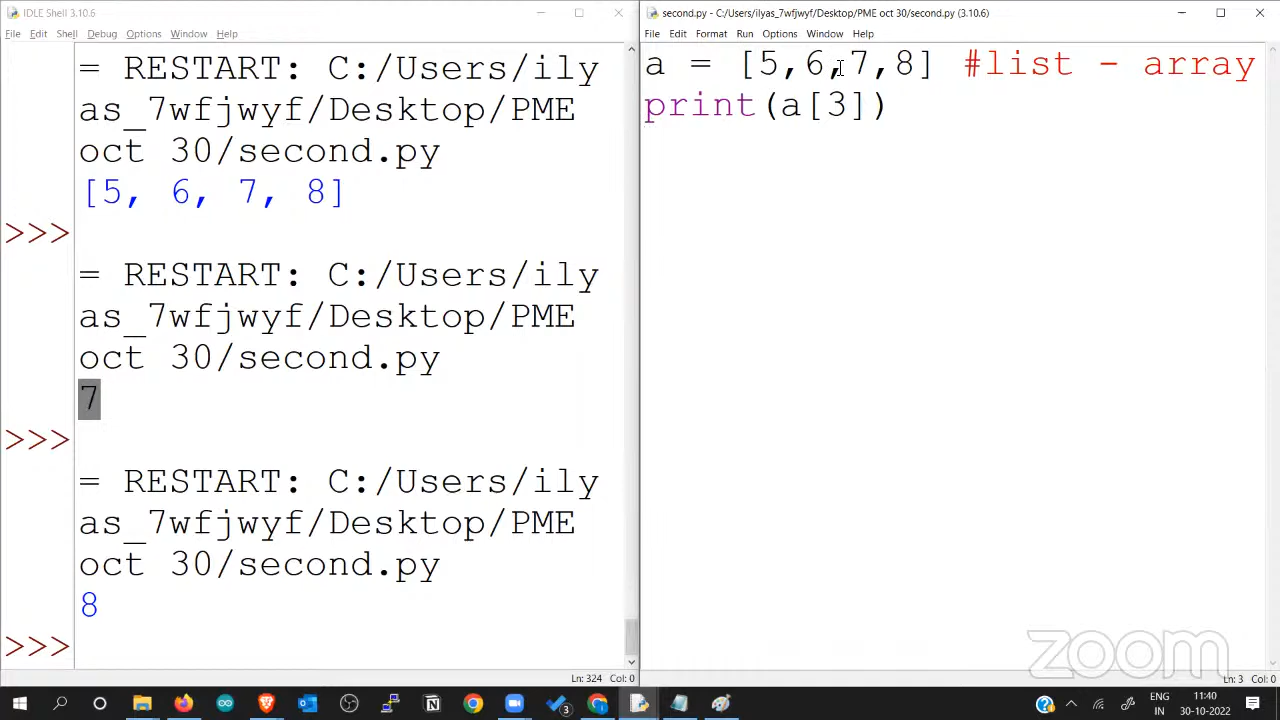 IDLE Shell 3.10.6
File Edit Shell Debug Options Window Help
= RESTART: C:/Users/ily
as_7wfjwyf/Desktop/PME
oct 30/second.py
[5, 6, 7, 8]
>>>
= RESTART: C:/Users/ily
as_7wfjwyf/Desktop/PME
oct 30/second.py
7
>>>
= RESTART: C:/Users/ily
as_7wfjwyf/Desktop/PME
oct 30/second.py
8
>>>
Ln: 324 Col: 0
second.py - C:/Users/ilyas_7wfjwyf/Desktop/PME oct 30/second.py (3.10.6)
File Edit Format Run Options Window Help
a = [5,6,7,8] #list - array
print(a[3])
zoom
Ln: 3 Col: 0
3
ENG
IN
11:40
30-10-2022